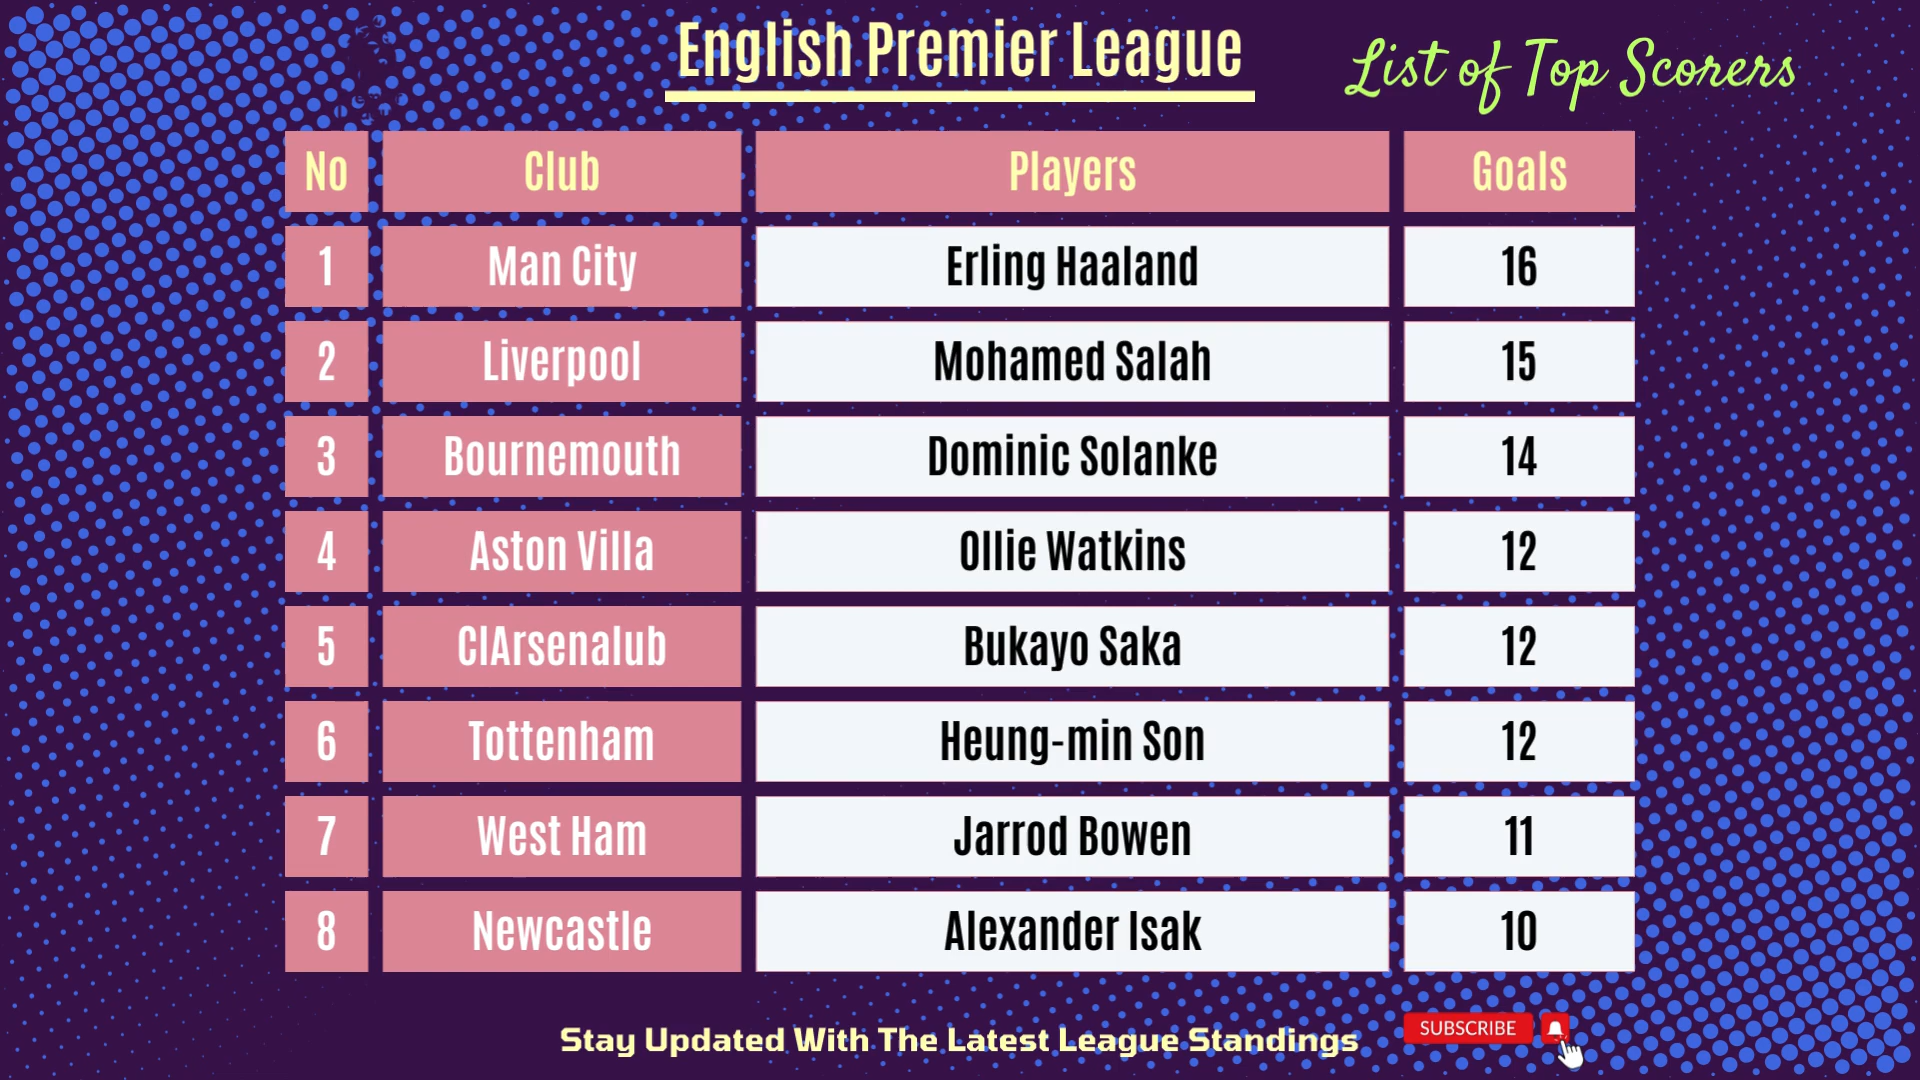 English Premier League
List of Top Scorers
No Club Players Goals
1 Man City Erling Haaland 16
2 Liverpool Mohamed Salah 15
3 Bournemouth Dominic Solanke 14
4 Aston Villa Ollie Watkins 12
5 ClArsenalub Bukayo Saka 12
6 Tottenham Heung-min Son 12
7 West Ham Jarrod Bowen 11
8 Newcastle Alexander Isak 10
Stay Updated With The Latest League Standings
SUBSCRIBE